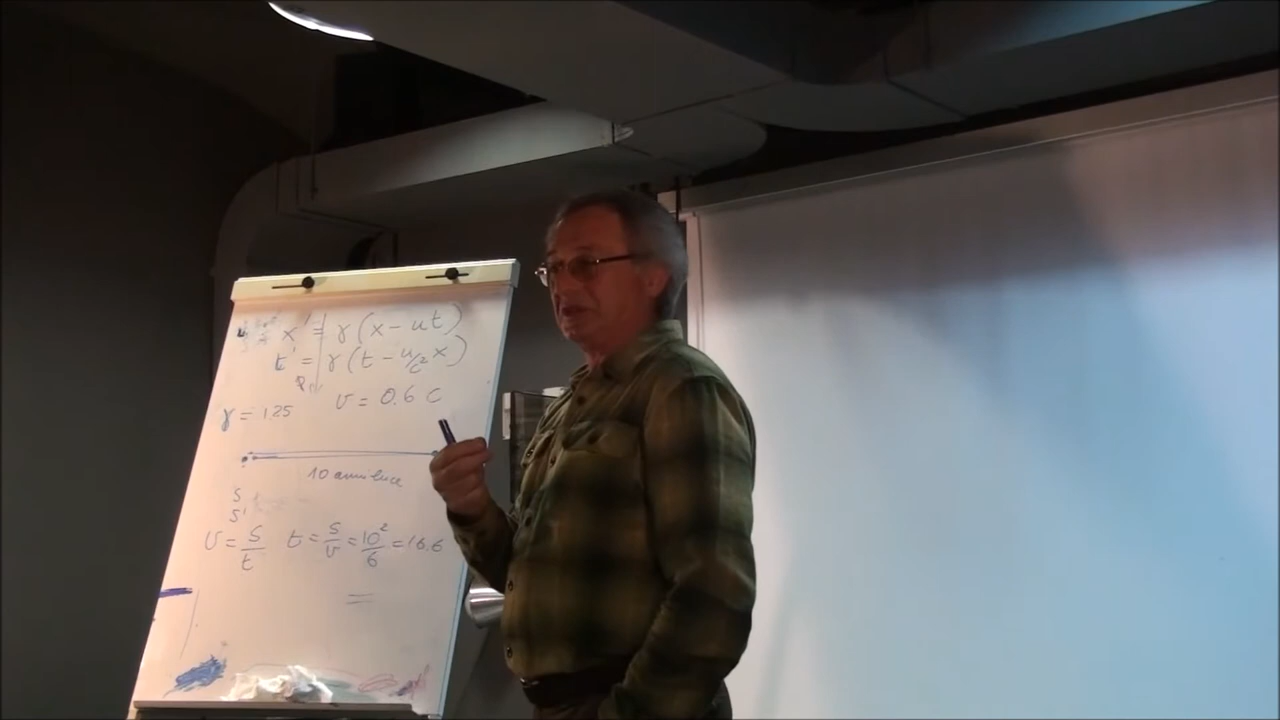 x' = γ (x - ut)
t' = γ (t - u/c² x)
γ = 1.25 v = 0.6 c
10 anni luce
S
S'
v = S/t t = S/v = 10²/6 = 16.6